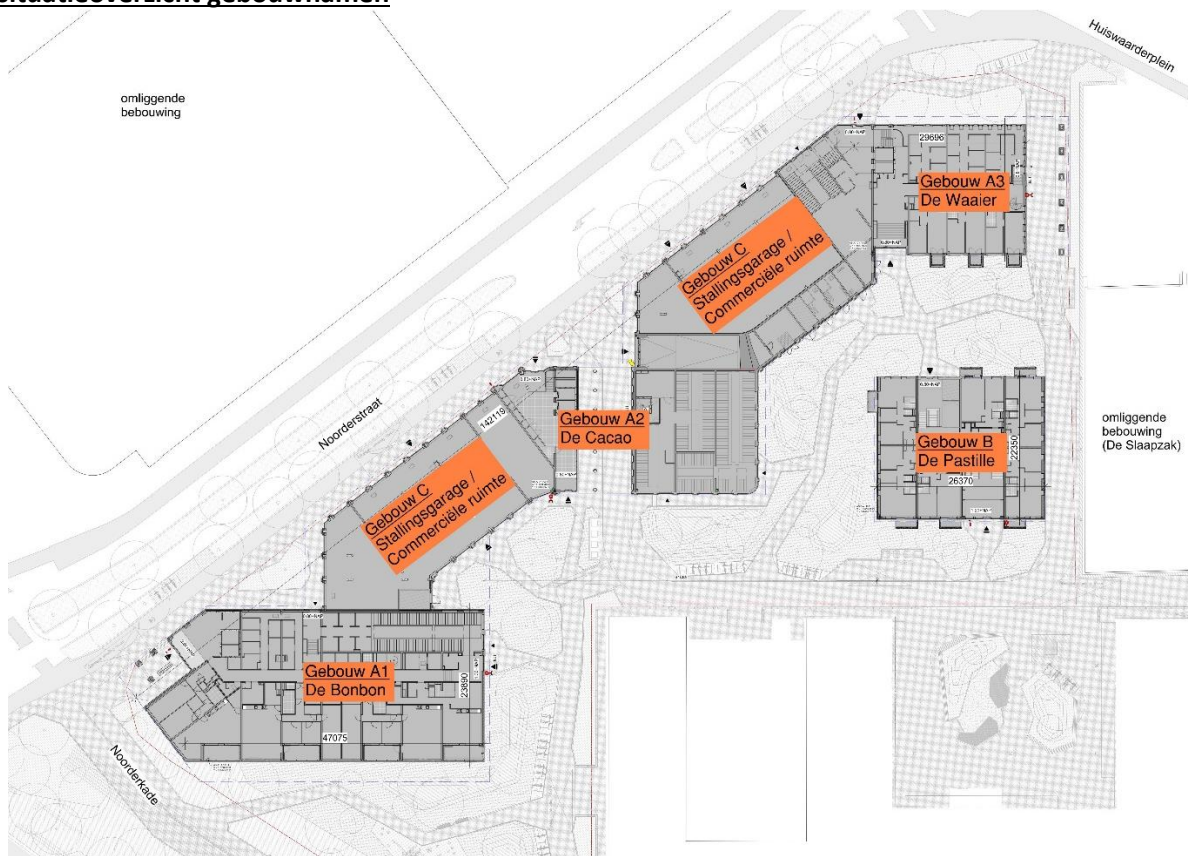 situatieoverzicht gebouwnamen
Huiswaarderplein
omliggende
bebouwing
29696
Gebouw A3
De Waaier
Gebouw C
Stallingsgarage /
Commerciële ruimte
Noorderstraat
142119
Gebouw A2
De Cacao
omliggende
bebouwing
(De Slaapzak)
Gebouw B
De Pastille
22350
26370
Gebouw C
Stallingsgarage /
Commerciële ruimte
Gebouw A1
De Bonbon
23890
47075
Noorderkade